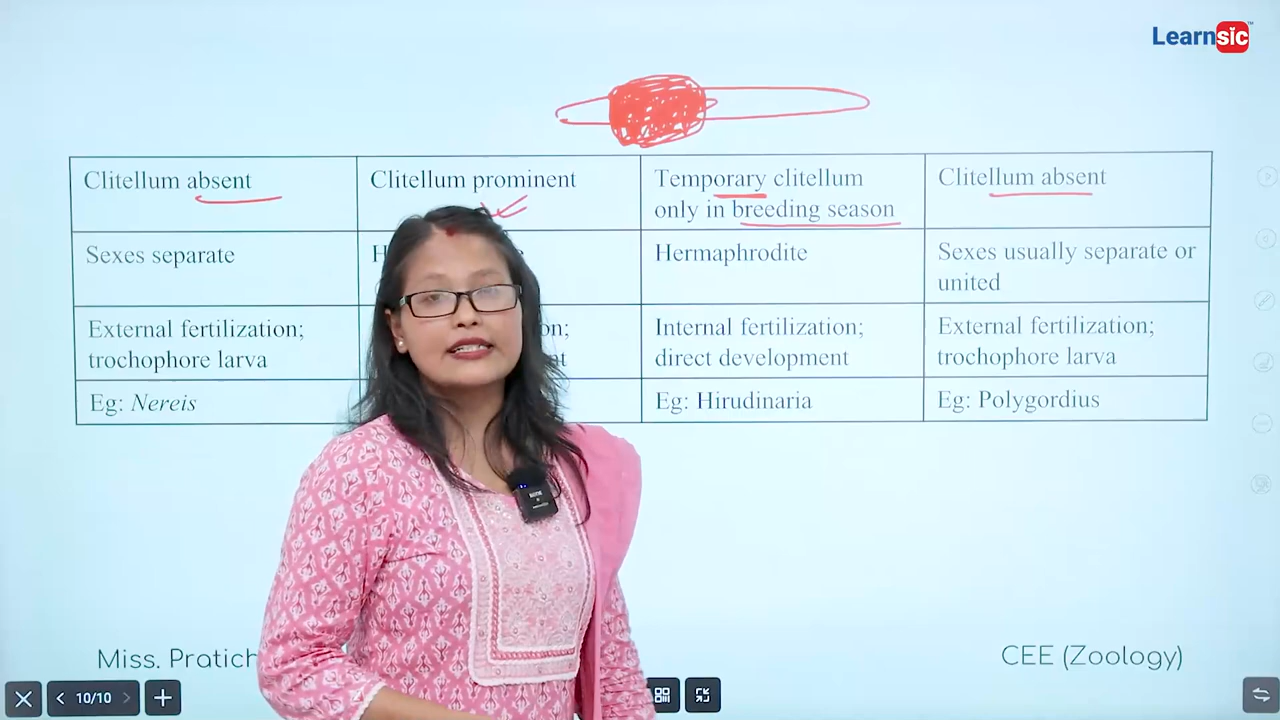 Learnsic
Clitellum absent
Clitellum prominent
Temporary clitellum
only in breeding season
Clitellum absent
Sexes separate
Hermaphrodite
Sexes usually separate or
united
External fertilization;
trochophore larva
Internal fertilization;
direct development
External fertilization;
trochophore larva
Eg: Nereis
Eg: Hirudinaria
Eg: Polygordius
Miss. Pratich
CEE (Zoology)
10/10